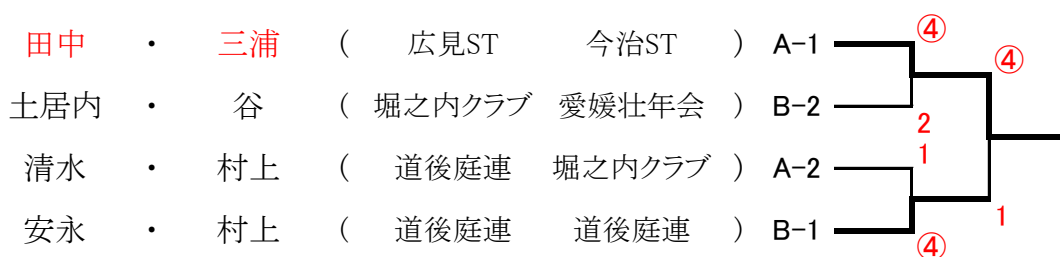 田中 ・ 三浦 ( 広見ST 今治ST ) A-1 ④
④
土居内 ・ 谷 ( 堀之内クラブ 愛媛壮年会 ) B-2 2
清水 ・ 村上 ( 道後庭連 堀之内クラブ ) A-2 1
安永 ・ 村上 ( 道後庭連 道後庭連 ) B-1 ④
1